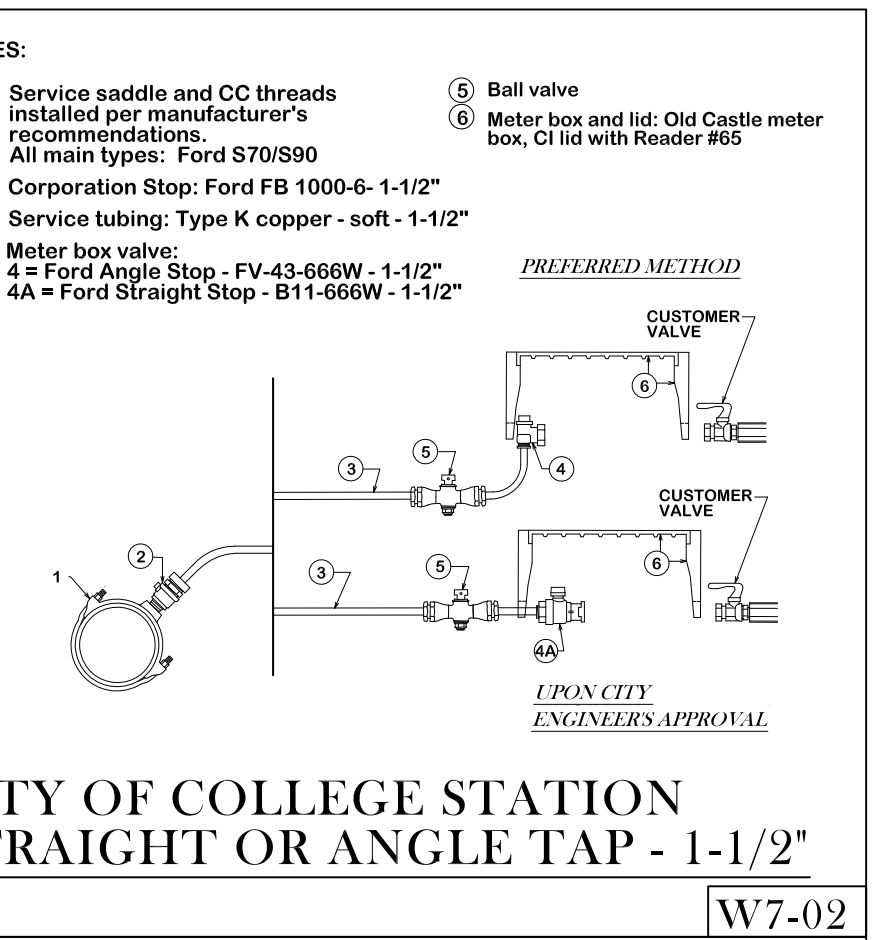 ES:
Service saddle and CC threads
installed per manufacturer's
recommendations.
All main types: Ford S70/S90
Corporation Stop: Ford FB 1000-6- 1-1/2"
Service tubing: Type K copper - soft - 1-1/2"
Meter box valve:
4 = Ford Angle Stop - FV-43-666W - 1-1/2"
4A = Ford Straight Stop - B11-666W - 1-1/2"
5 Ball valve
6 Meter box and lid: Old Castle meter
box, CI lid with Reader #65
PREFERRED METHOD
CUSTOMER
VALVE
6
5
3
4
CUSTOMER
VALVE
2
1
3
5
6
4A
UPON CITY
ENGINEER'S APPROVAL
TY OF COLLEGE STATION
TRAIGHT OR ANGLE TAP - 1-1/2"
W7-02